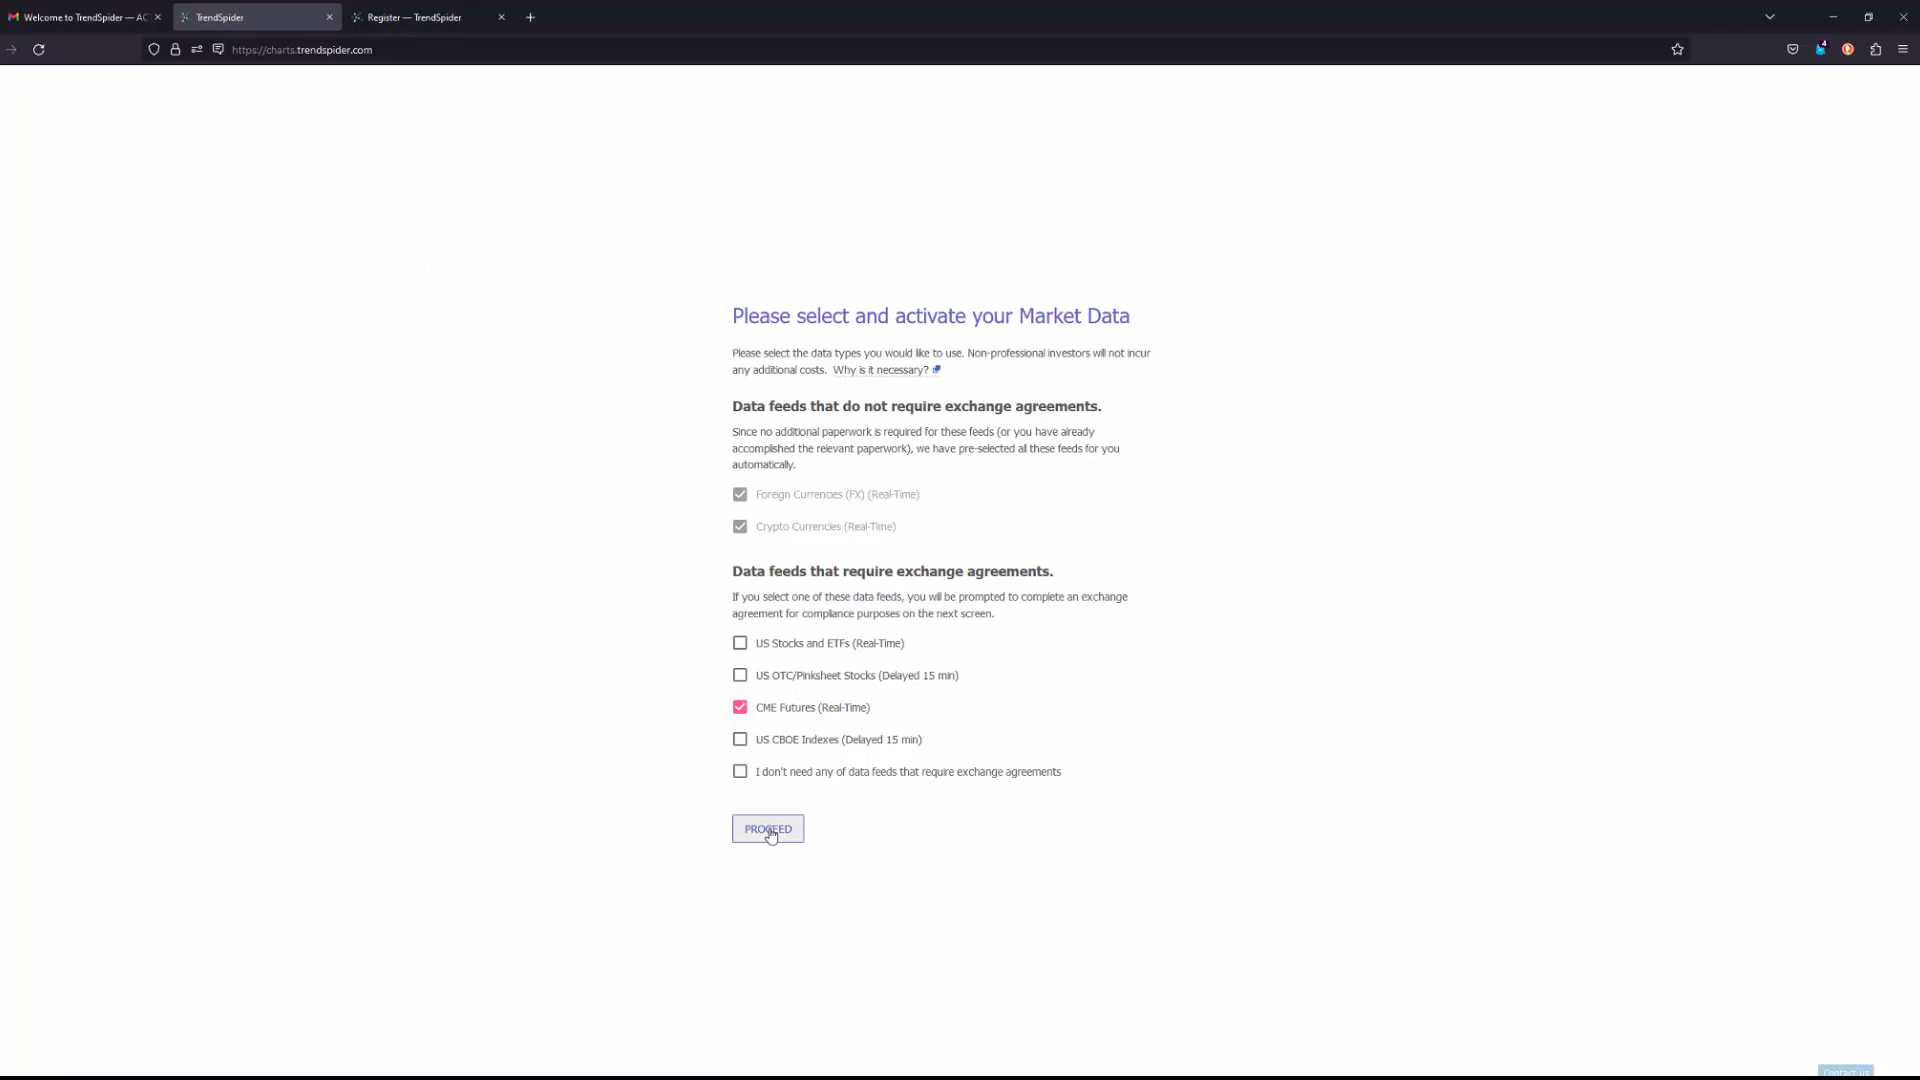 Welcome to TrendSpider — AC
TrendSpider
Register — TrendSpider
https://charts.trendspider.com
4
Please select and activate your Market Data
Please select the data types you would like to use. Non-professional investors will not incur
any additional costs. Why is it necessary?
Data feeds that do not require exchange agreements.
Since no additional paperwork is required for these feeds (or you have already
accomplished the relevant paperwork), we have pre-selected all these feeds for you
automatically.
Foreign Currencies (FX) (Real-Time)
Crypto Currencies (Real-Time)
Data feeds that require exchange agreements.
If you select one of these data feeds, you will be prompted to complete an exchange
agreement for compliance purposes on the next screen.
US Stocks and ETFs (Real-Time)
US OTC/Pinksheet Stocks (Delayed 15 min)
CME Futures (Real-Time)
US CBOE Indexes (Delayed 15 min)
I don't need any of data feeds that require exchange agreements
PROCEED
Contact us